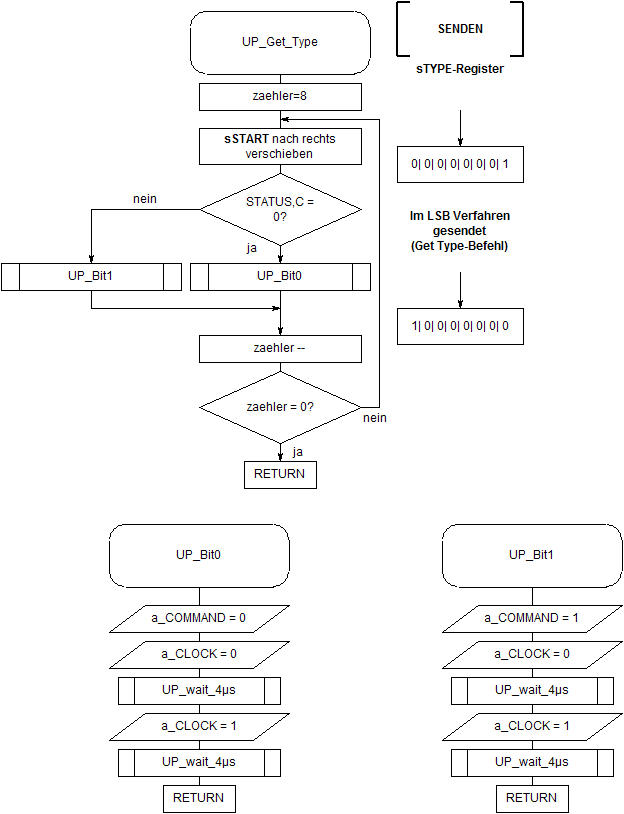 UP_Get_Type
zaehler=8
sSTART nach rechts
verschieben
STATUS,C =
0?
nein
ja
UP_Bit1
UP_Bit0
zaehler --
zaehler = 0?
nein
ja
RETURN
SENDEN
sTYPE-Register
0| 0| 0| 0| 0| 0| 0| 1
Im LSB Verfahren
gesendet
(Get Type-Befehl)
1| 0| 0| 0| 0| 0| 0| 0
UP_Bit0
a_COMMAND = 0
a_CLOCK = 0
UP_wait_4µs
a_CLOCK = 1
UP_wait_4µs
RETURN
UP_Bit1
a_COMMAND = 1
a_CLOCK = 0
UP_wait_4µs
a_CLOCK = 1
UP_wait_4µs
RETURN